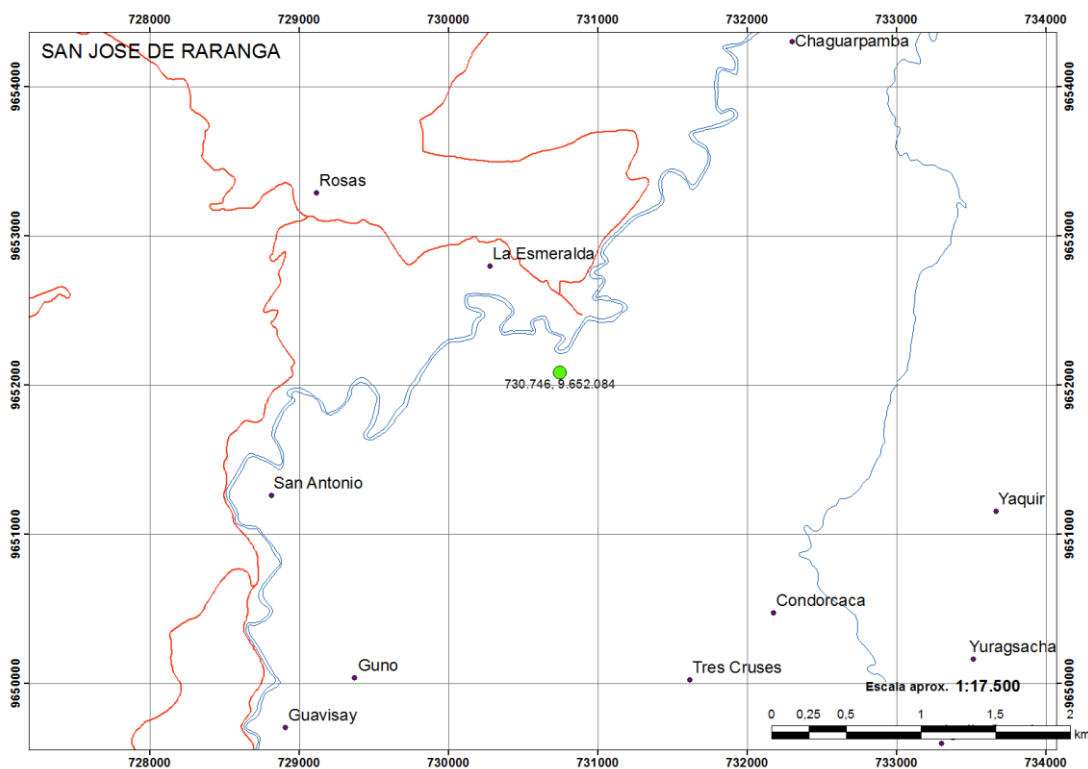 728000 729000 730000 731000 732000 733000 734000
SAN JOSE DE RARANGA
Chaguarpamba
9654000 9654000
Rosas
9653000 9653000
La Esmeralda
9652000 9652000
730.746, 9.652.084
San Antonio
Yaquir
9651000 9651000
Condorcaca
Yuragsacha
Guno
Tres Cruses
9650000 9650000
Escala aprox. 1:17.500
Guavisay
0 0,25 0,5 1 1,5 2
km
728000 729000 730000 731000 732000 733000 734000